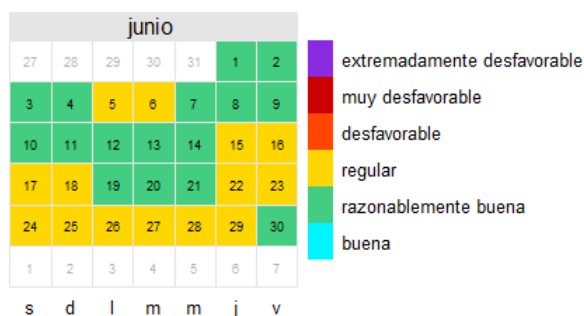 junio
27 28 29 30 31 1 2
3 4 5 6 7 8 9
10 11 12 13 14 15 16
17 18 19 20 21 22 23
24 25 26 27 28 29 30
1 2 3 4 5 6 7
s d l m m j v
extremadamente desfavorable
muy desfavorable
desfavorable
regular
razonablemente buena
buena